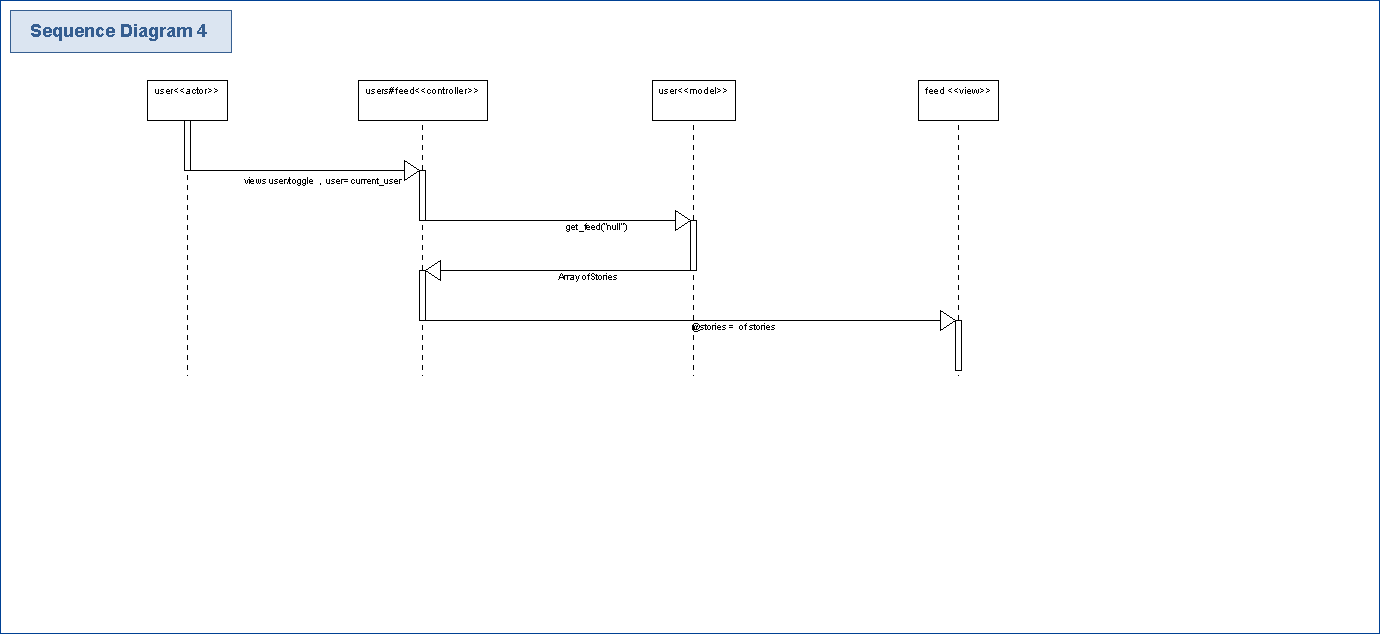 Sequence Diagram 4
user<<actor>>
users#feed<<controller>>
user<<model>>
feed <<view>>
views user/toggle , user= current_user
get_feed("null")
Array of Stories
@stories = of stories